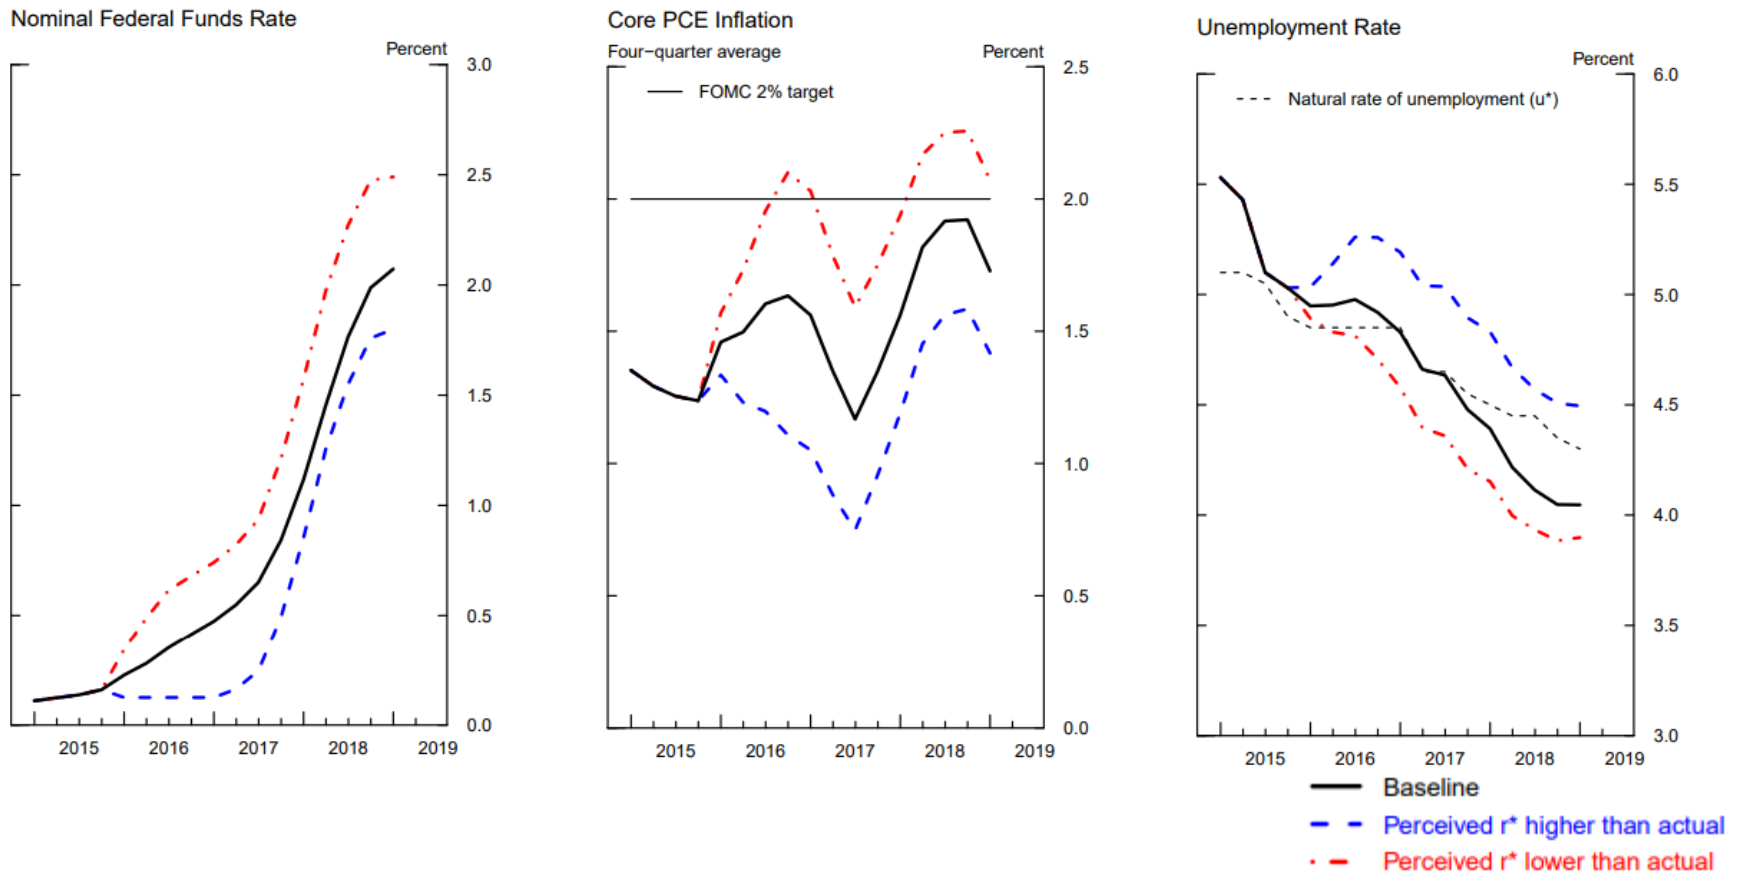 Nominal Federal Funds Rate
Percent
3.0
2.5
2.0
1.5
1.0
0.5
0.0
2015 2016 2017 2018 2019
Core PCE Inflation
Four-quarter average Percent
FOMC 2% target
2.5
2.0
1.5
1.0
0.5
0.0
2015 2016 2017 2018 2019
Unemployment Rate
Percent
Natural rate of unemployment (u*)
6.0
5.5
5.0
4.5
4.0
3.5
3.0
2015 2016 2017 2018 2019
Baseline
Perceived r* higher than actual
Perceived r* lower than actual